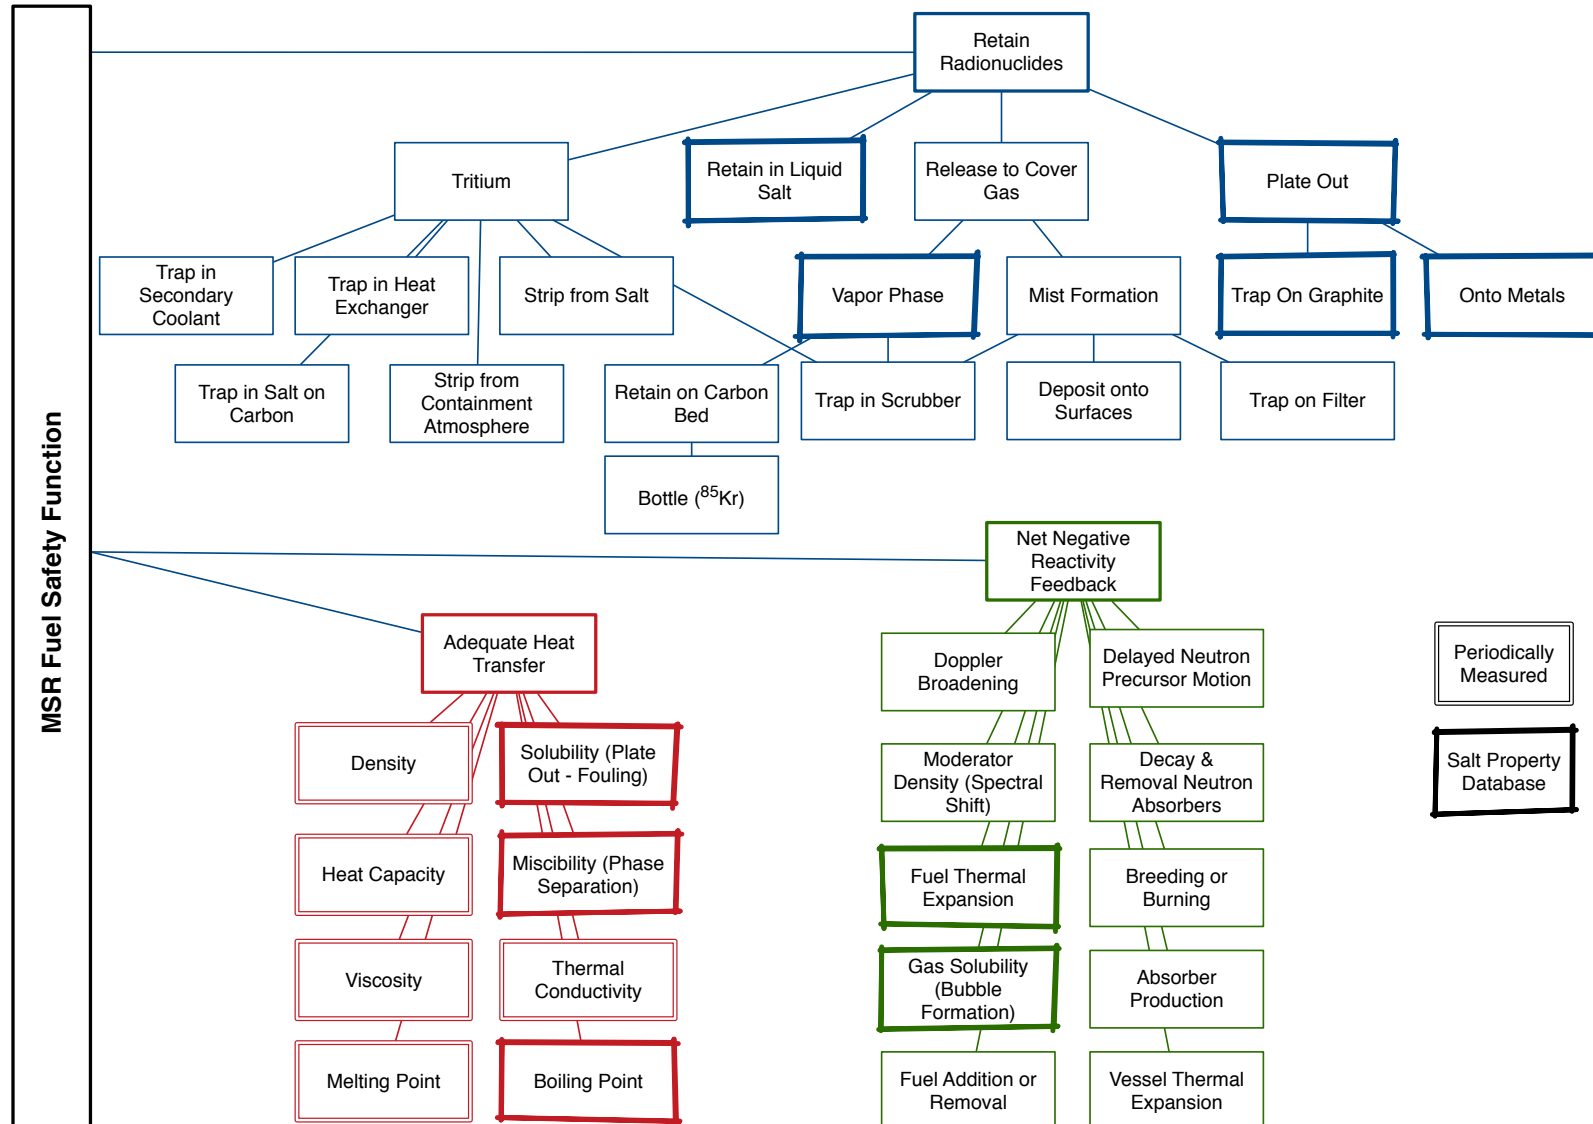 MSR Fuel Safety Function
Retain
Radionuclides
Tritium
Retain in Liquid
Salt
Release to Cover
Gas
Plate Out
Trap in
Secondary
Coolant
Trap in Heat
Exchanger
Strip from Salt
Vapor Phase
Mist Formation
Trap On Graphite
Onto Metals
Trap in Salt on
Carbon
Strip from
Containment
Atmosphere
Retain on Carbon
Bed
Trap in Scrubber
Deposit onto
Surfaces
Trap on Filter
Bottle (⁸⁵Kr)
Net Negative
Reactivity
Feedback
Adequate Heat
Transfer
Density
Solubility (Plate
Out - Fouling)
Heat Capacity
Miscibility (Phase
Separation)
Viscosity
Thermal
Conductivity
Melting Point
Boiling Point
Doppler
Broadening
Delayed Neutron
Precursor Motion
Moderator
Density (Spectral
Shift)
Decay &
Removal Neutron
Absorbers
Fuel Thermal
Expansion
Breeding or
Burning
Gas Solubility
(Bubble
Formation)
Absorber
Production
Fuel Addition or
Removal
Vessel Thermal
Expansion
Periodically
Measured
Salt Property
Database